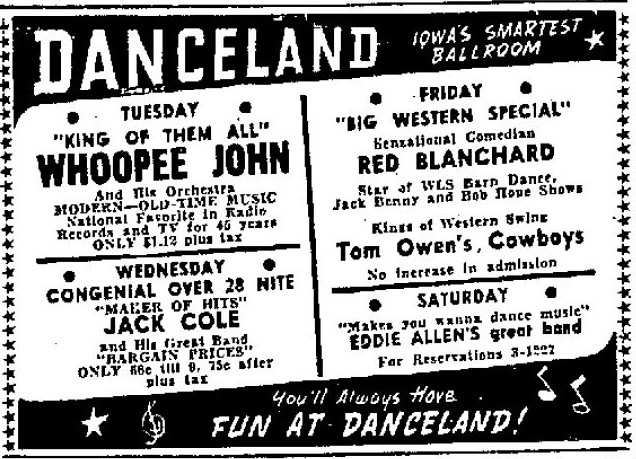 DANCELAND
IOWA'S SMARTEST
BALLROOM
TUESDAY
"KING OF THEM ALL"
WHOOPEE JOHN
And His Orchestra
MODERN—OLD-TIME MUSIC
National Favorite in Radio
Records and TV for 45 years
ONLY $1.12 plus tax
WEDNESDAY
CONGENIAL OVER 28 NITE
"MAKER OF HITS"
JACK COLE
and His Great Band
"BARGAIN PRICES"
ONLY 66c till 9, 75c after
plus tax
FRIDAY
"BIG WESTERN SPECIAL"
Sensational Comedian
RED BLANCHARD
Star of WLS Barn Dance,
Jack Benny and Bob Hope Shows
Kings of Western Swing
Tom Owen's Cowboys
No increase in admission
SATURDAY
"Makes you wanna dance music"
EDDIE ALLEN'S great band
For Reservations
You'll Always Have
FUN AT DANCELAND!